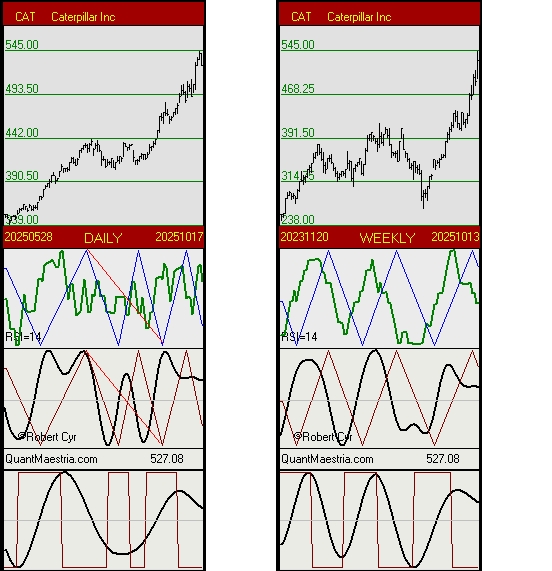 CAT Caterpillar Inc
545.00
493.50
442.00
390.50
339.00
20250528 DAILY 20251017
RSI=14
©Robert Cyr
QuantMaestria.com 527.08
CAT Caterpillar Inc
545.00
468.25
391.50
314.75
238.00
20231120 WEEKLY 20251013
RSI=14
©Robert Cyr
QuantMaestria.com 527.08